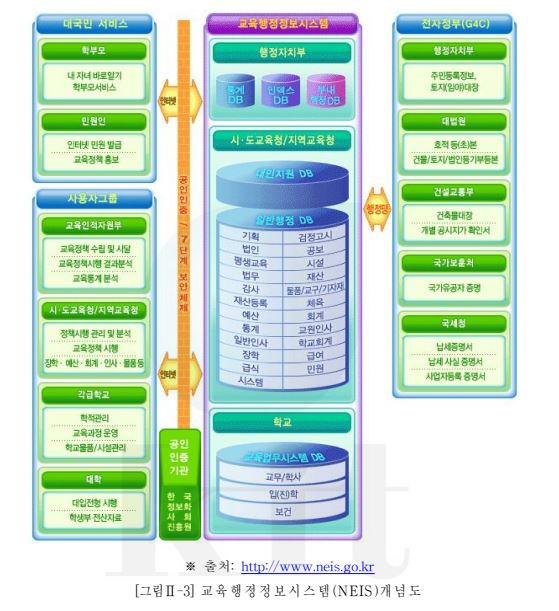 대국민 서비스
학부모
내 자녀 바로알기
학부모서비스
민원인
인터넷 민원 발급
교육정책 홍보
사용자그룹
교육인적자원부
교육정책 수립 및 시달
교육정책시행 결과분석
교육통계 분석
시·도교육청/지역교육청
정책시행 관리 및 분석
교육정책 시행
장학·예산·회계·인사·물품등
각급학교
학적관리
교육과정 운영
학교물품/시설관리
대학
대입전형 시행
학생부 전산자료
인터넷
공인인증 / 7단계 보안체계
인터넷
공인
인증
기관
한국
정보화
사회
진흥원
교육행정정보시스템
행정자치부
통계
DB
인덱스
DB
부내
행정DB
시·도교육청/지역교육청
대민지원 DB
일반행정 DB
기획 검정고시
법인 공보
평생교육 시설
법무 재산
감사 물품/교구/기자재
재산등록 체육
예산 회계
통계 교원인사
일반인사 학교회계
장학 급여
급식 민원
시스템
학교
교육업무시스템 DB
교무/학사
입(진)학
보건
행정망
전자정부(G4C)
행정자치부
주민등록정보,
토지(임야)대장
대법원
호적 등(초)본
건물/토지/법인등기부등본
건설교통부
건축물대장
개별 공시지가 확인서
국가보훈처
국가유공자 증명
국세청
납세증명서
납세 사실 증명서
사업자등록 증명서
kit
※ 출처: http://www.neis.go.kr
[그림Ⅱ-3] 교육행정정보시스템(NEIS)개념도